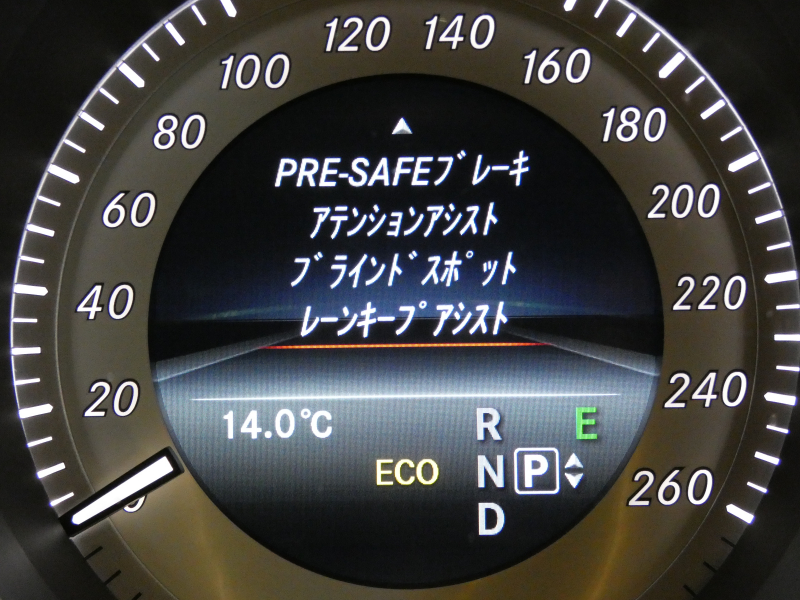 120 140
100 160
80 180
60 200
40 220
20 240
0 260
PRE-SAFEブレーキ
アテンションアシスト
ブラインドスポット
レーンキープアシスト
14.0℃
R E
ECO N P
D